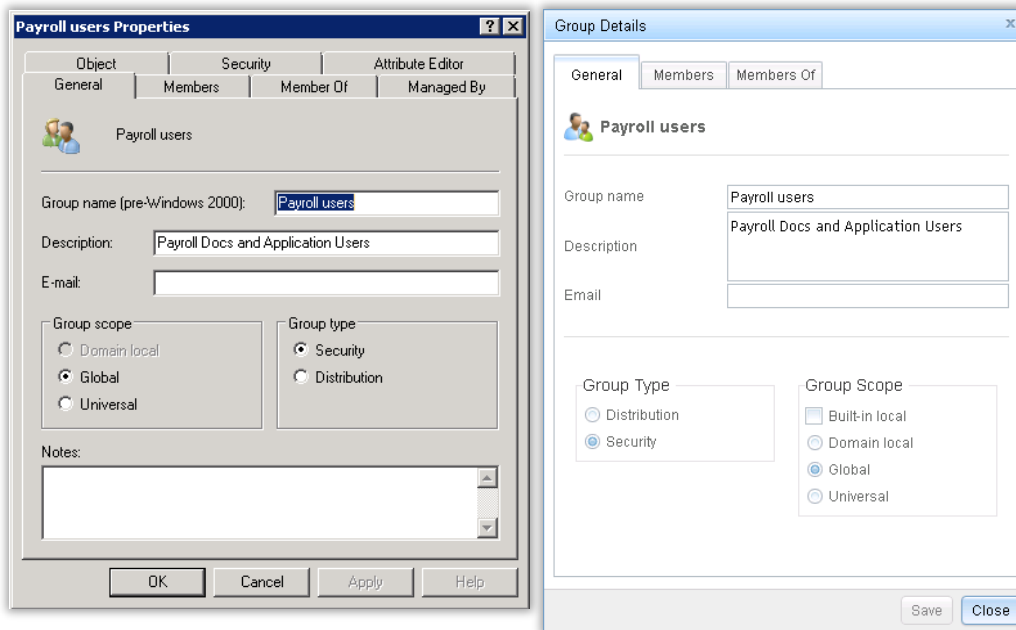 Payroll users Properties
Object Security Attribute Editor
General Members Member Of Managed By
Payroll users
Group name (pre-Windows 2000): Payroll users
Description: Payroll Docs and Application Users
E-mail:
Group scope Group type
Domain local Security
Global Distribution
Universal
Notes:
OK Cancel Apply Help
Group Details
General Members Members Of
Payroll users
Group name Payroll users
Description Payroll Docs and Application Users
Email
Group Type Group Scope
Distribution Built-in local
Security Domain local
Global
Universal
Save Close